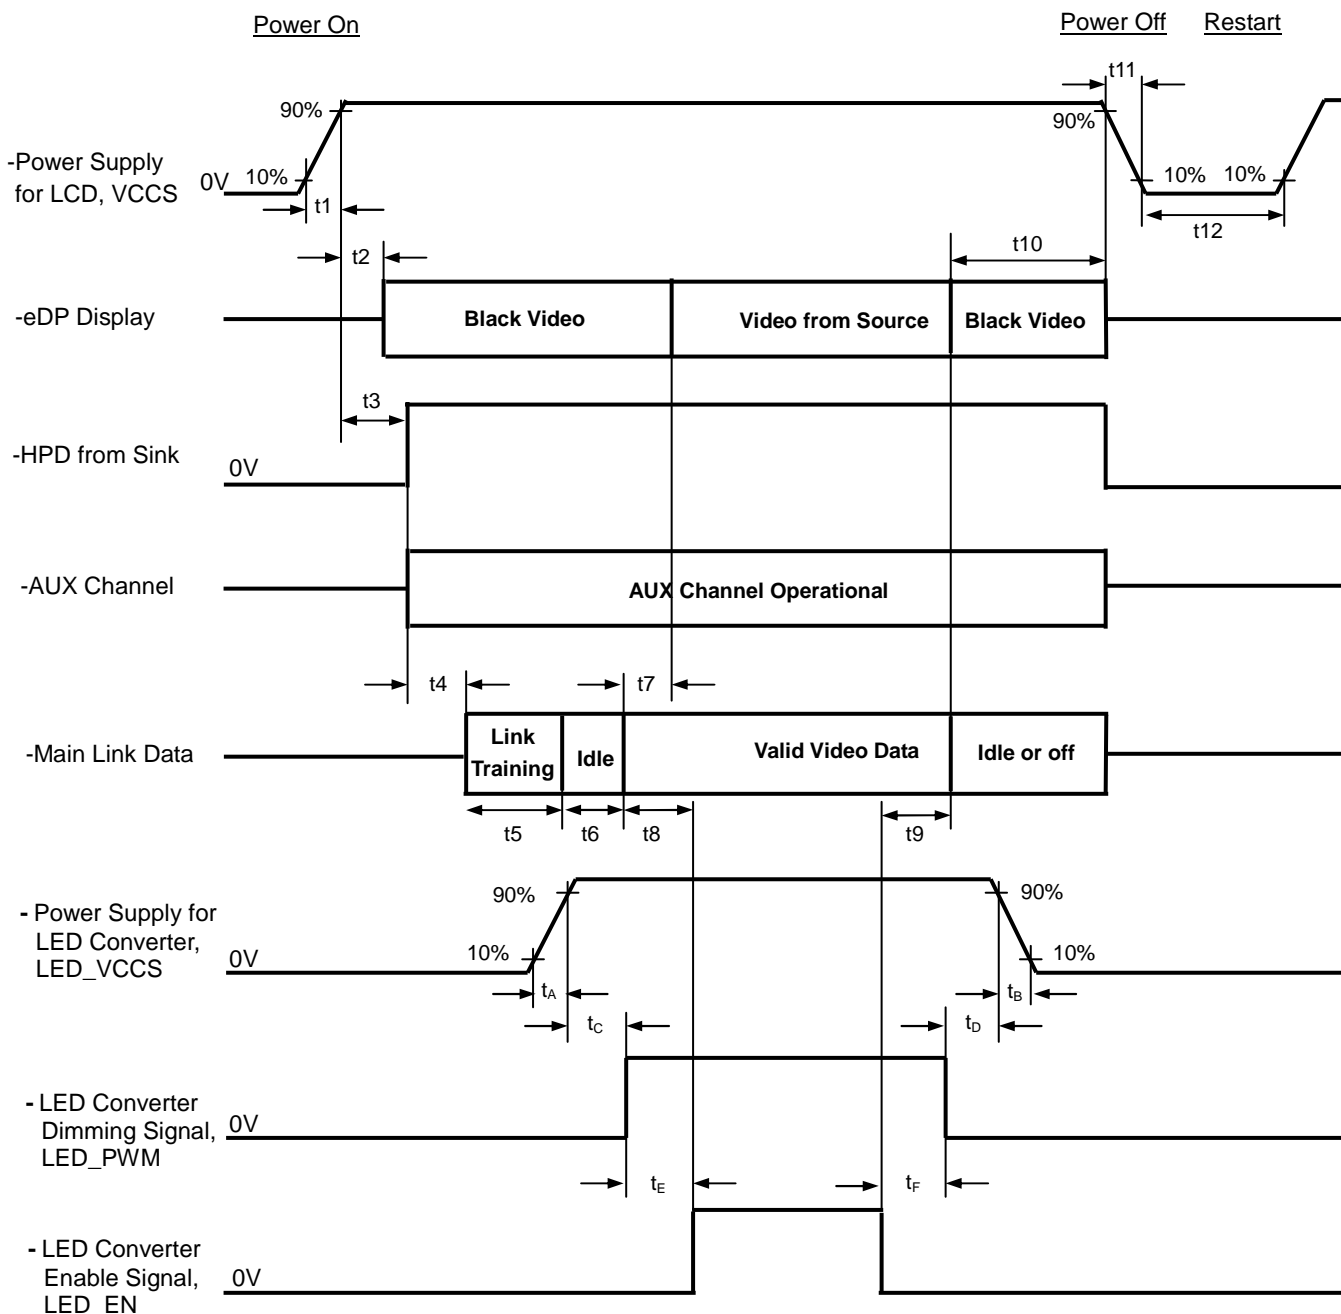 Power On
Power Off
Restart
t11
90%
90%
-Power Supply
for LCD, VCCS
0V
10%
10%
10%
t1
t12
t2
t10
-eDP Display
Black Video
Video from Source
Black Video
t3
-HPD from Sink
0V
-AUX Channel
AUX Channel Operational
t4
t7
-Main Link Data
Link
Training
Idle
Valid Video Data
Idle or off
t5
t6
t8
t9
90%
90%
- Power Supply for
LED Converter,
LED_VCCS
0V
10%
10%
tA
tB
tC
tD
- LED Converter
Dimming Signal,
LED_PWM
0V
tE
tF
- LED Converter
Enable Signal,
LED_EN
0V